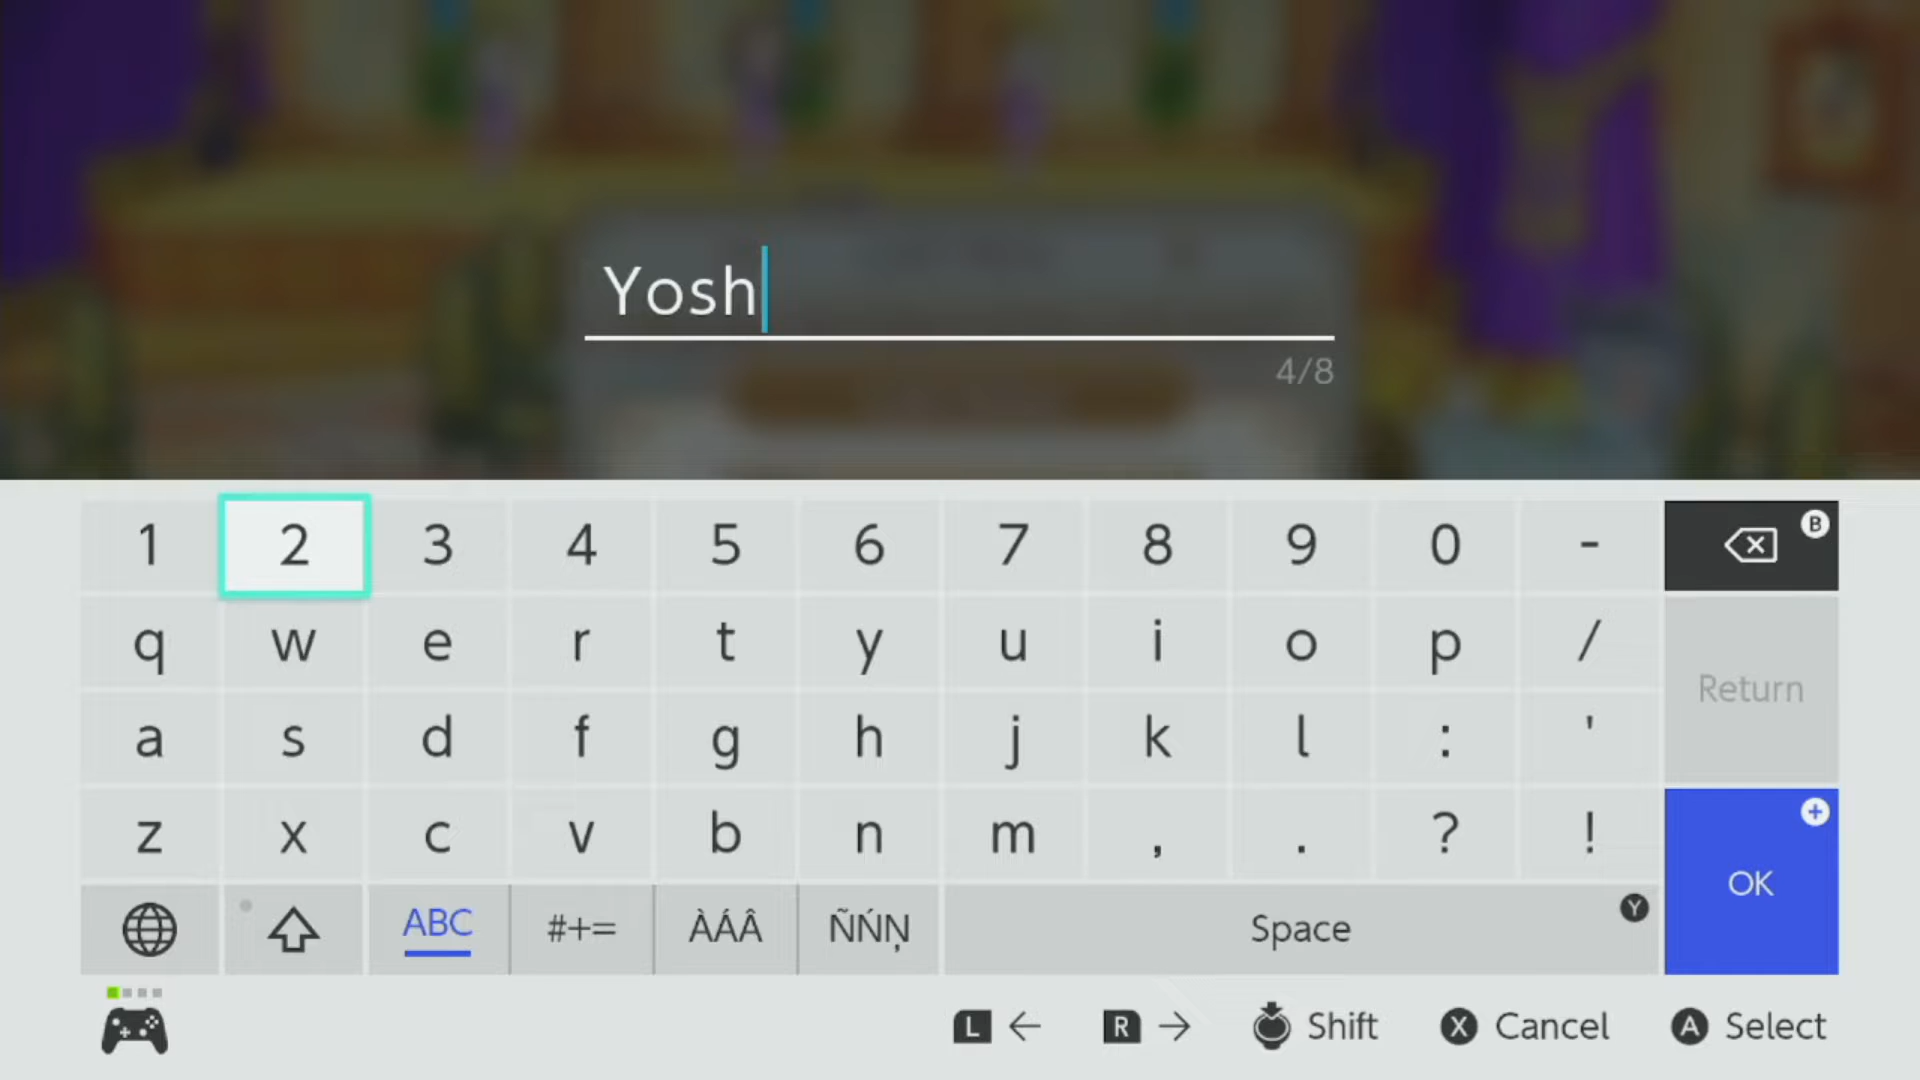 Yosh
4/8
1 2 3 4 5 6 7 8 9 0 - B
q w e r t y u i o p /
Return
a s d f g h j k l : '
z x c v b n m , . ? ! +
OK
ABC #+= ÀÁÂ ÑŃŅ Space Y
L ← R → Shift X Cancel A Select